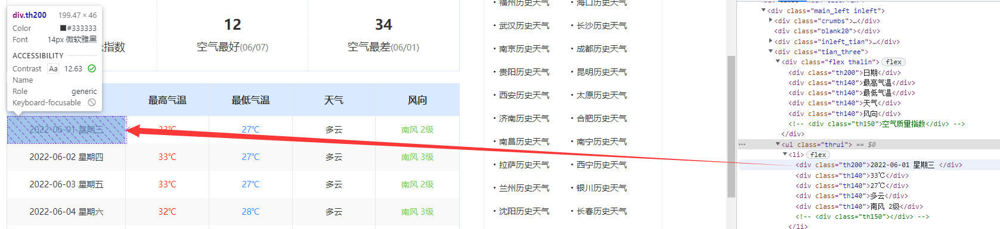 div.th200 199.47 × 46
Color #333333
Font 14px 微软雅黑
ACCESSIBILITY
Contrast Aa 12.63
Name
Role generic
Keyboard-focusable
12
空气最好(06/07)
34
空气最差(06/01)
指数
最高气温 最低气温 天气 风向
2022-06-01 星期三 33℃ 27℃ 多云 南风 2级
2022-06-02 星期四 33℃ 27℃ 多云 南风 3级
2022-06-03 星期五 33℃ 27℃ 多云 南风 2级
2022-06-04 星期六 32℃ 28℃ 多云 南风 3级
· 福州历史天气 · 海口历史天气
· 武汉历史天气 · 长沙历史天气
· 南京历史天气 · 成都历史天气
· 贵阳历史天气 · 昆明历史天气
· 西安历史天气 · 太原历史天气
· 济南历史天气 · 合肥历史天气
· 南昌历史天气 · 南宁历史天气
· 拉萨历史天气 · 西宁历史天气
· 兰州历史天气 · 银川历史天气
· 沈阳历史天气 · 长春历史天气
<div class="main_left inleft">
<div class="crumbs">…</div>
<div class="blank20"></div>
<div class="inleft_tian">…</div>
<div class="tian_three">
<div class="flex thalin"> flex
<div class="th200">日期</div>
<div class="th140">最高气温</div>
<div class="th140">最低气温</div>
<div class="th140">天气</div>
<div class="th140">风向</div>
<!-- <div class="th150">空气质量指数</div> -->
</div>
<ul class="thrui"> == $0
<li> flex
<div class="th200">2022-06-01 星期三 </div>
<div class="th140">33℃</div>
<div class="th140">27℃</div>
<div class="th140">多云</div>
<div class="th140">南风 2级</div>
<!-- <div class="th150"></div> -->
</li>